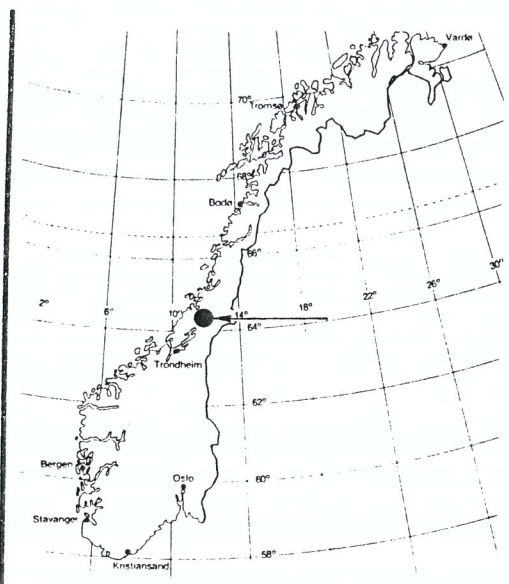 Vardø
70°
Tromsø
68°
Bodø
66°
30°
26°
22°
18°
14°
10°
6°
2°
64°
Trondheim
62°
Bergen
Oslo
60°
Stavange
58°
Kristiansand